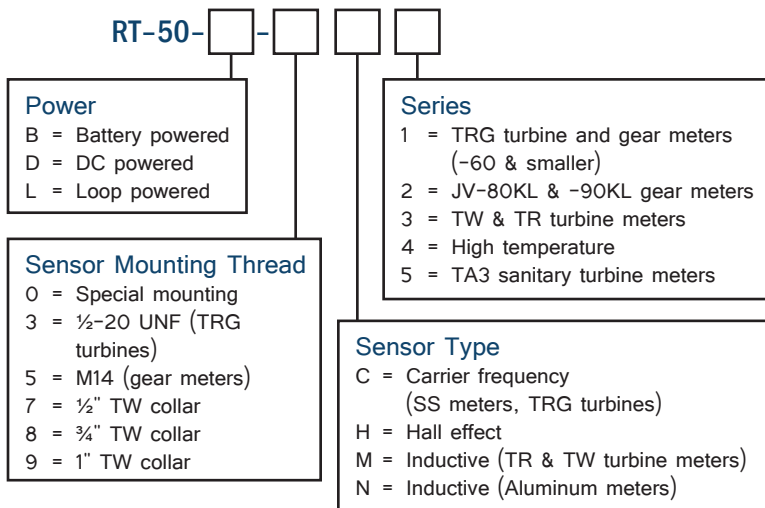 RT-50- -
Power
B = Battery powered
D = DC powered
L = Loop powered
Sensor Mounting Thread
0 = Special mounting
3 = ½-20 UNF (TRG
turbines)
5 = M14 (gear meters)
7 = ½" TW collar
8 = ¾" TW collar
9 = 1" TW collar
Series
1 = TRG turbine and gear meters
(-60 & smaller)
2 = JV-80KL & -90KL gear meters
3 = TW & TR turbine meters
4 = High temperature
5 = TA3 sanitary turbine meters
Sensor Type
C = Carrier frequency
(SS meters, TRG turbines)
H = Hall effect
M = Inductive (TR & TW turbine meters)
N = Inductive (Aluminum meters)